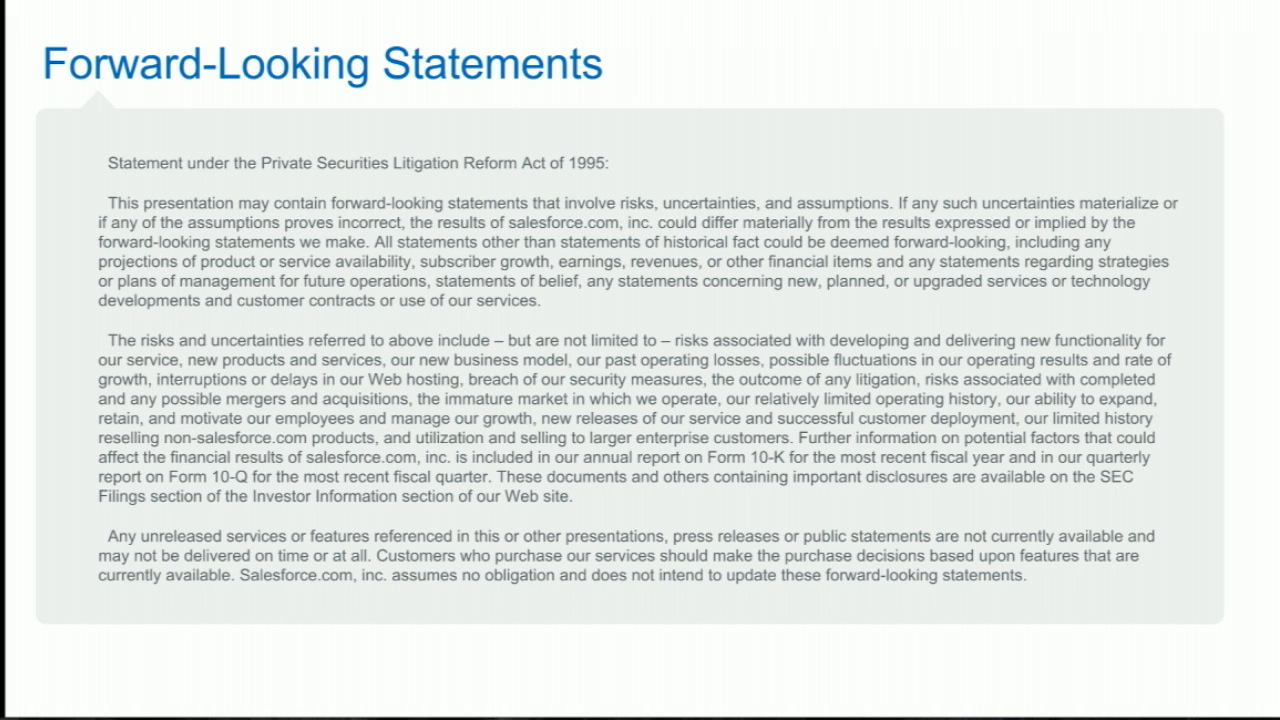 Forward-Looking Statements
Statement under the Private Securities Litigation Reform Act of 1995:
This presentation may contain forward-looking statements that involve risks, uncertainties, and assumptions. If any such uncertainties materialize or
if any of the assumptions proves incorrect, the results of salesforce.com, inc. could differ materially from the results expressed or implied by the
forward-looking statements we make. All statements other than statements of historical fact could be deemed forward-looking, including any
projections of product or service availability, subscriber growth, earnings, revenues, or other financial items and any statements regarding strategies
or plans of management for future operations, statements of belief, any statements concerning new, planned, or upgraded services or technology
developments and customer contracts or use of our services.
The risks and uncertainties referred to above include – but are not limited to – risks associated with developing and delivering new functionality for
our service, new products and services, our new business model, our past operating losses, possible fluctuations in our operating results and rate of
growth, interruptions or delays in our Web hosting, breach of our security measures, the outcome of any litigation, risks associated with completed
and any possible mergers and acquisitions, the immature market in which we operate, our relatively limited operating history, our ability to expand,
retain, and motivate our employees and manage our growth, new releases of our service and successful customer deployment, our limited history
reselling non-salesforce.com products, and utilization and selling to larger enterprise customers. Further information on potential factors that could
affect the financial results of salesforce.com, inc. is included in our annual report on Form 10-K for the most recent fiscal year and in our quarterly
report on Form 10-Q for the most recent fiscal quarter. These documents and others containing important disclosures are available on the SEC
Filings section of the Investor Information section of our Web site.
Any unreleased services or features referenced in this or other presentations, press releases or public statements are not currently available and
may not be delivered on time or at all. Customers who purchase our services should make the purchase decisions based upon features that are
currently available. Salesforce.com, inc. assumes no obligation and does not intend to update these forward-looking statements.